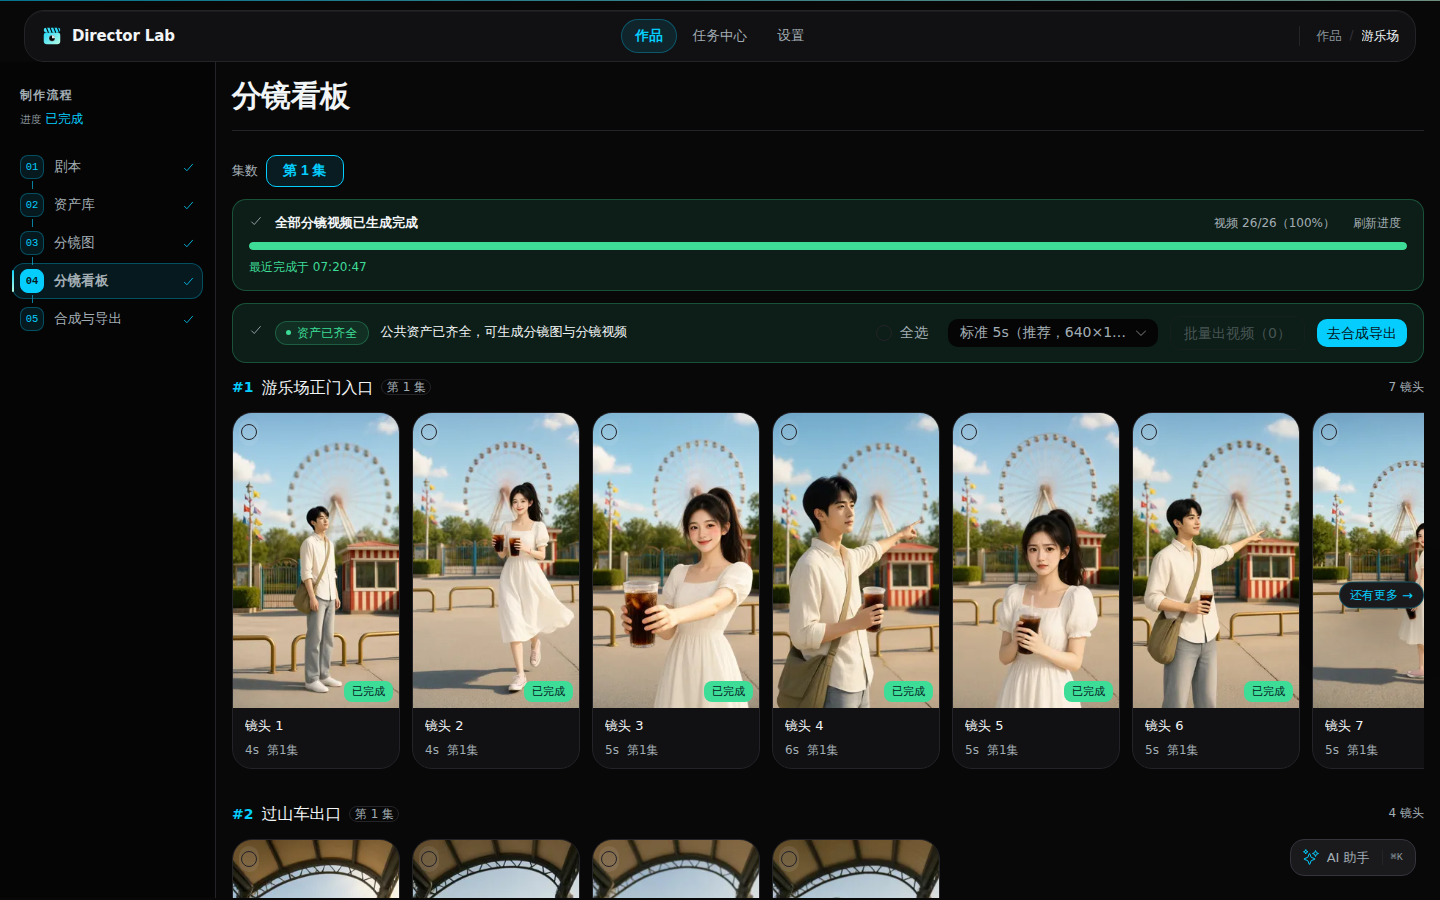 Director Lab
作品
任务中心
设置
作品 / 游乐场
制作流程
进度 已完成
01 剧本
02 资产库
03 分镜图
04 分镜看板
05 合成与导出
分镜看板
集数 第 1 集
全部分镜视频已生成完成
视频 26/26（100%）
刷新进度
最近完成于 07:20:47
资产已齐全
公共资产已齐全，可生成分镜图与分镜视频
全选
标准 5s（推荐，640×1...
批量出视频（0）
去合成导出
#1 游乐场正门入口 第 1 集
7 镜头
已完成
已完成
已完成
已完成
已完成
已完成
还有更多 →
镜头 1
4s 第1集
镜头 2
4s 第1集
镜头 3
5s 第1集
镜头 4
6s 第1集
镜头 5
5s 第1集
镜头 6
5s 第1集
镜头 7
5s 第1集
#2 过山车出口 第 1 集
4 镜头
AI 助手 ⌘K